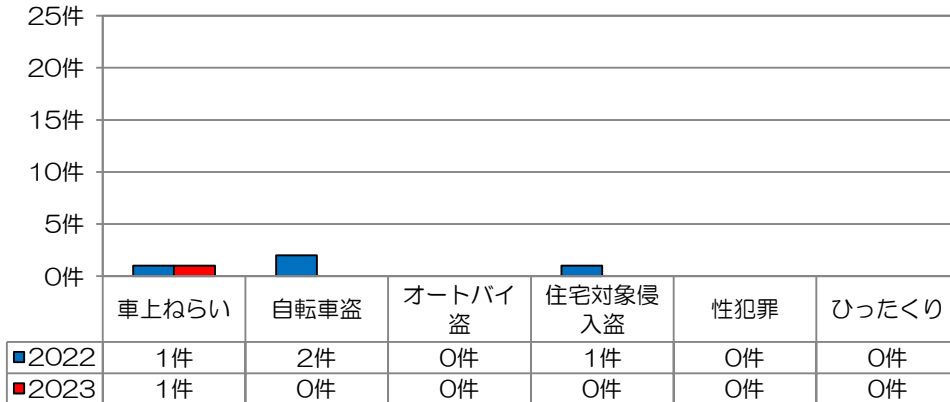 25件
20件
15件
10件
5件
0件
車上ねらい 自転車盗 オートバイ盗 住宅対象侵入盗 性犯罪 ひったくり
2022 1件 2件 0件 1件 0件 0件
2023 1件 0件 0件 0件 0件 0件